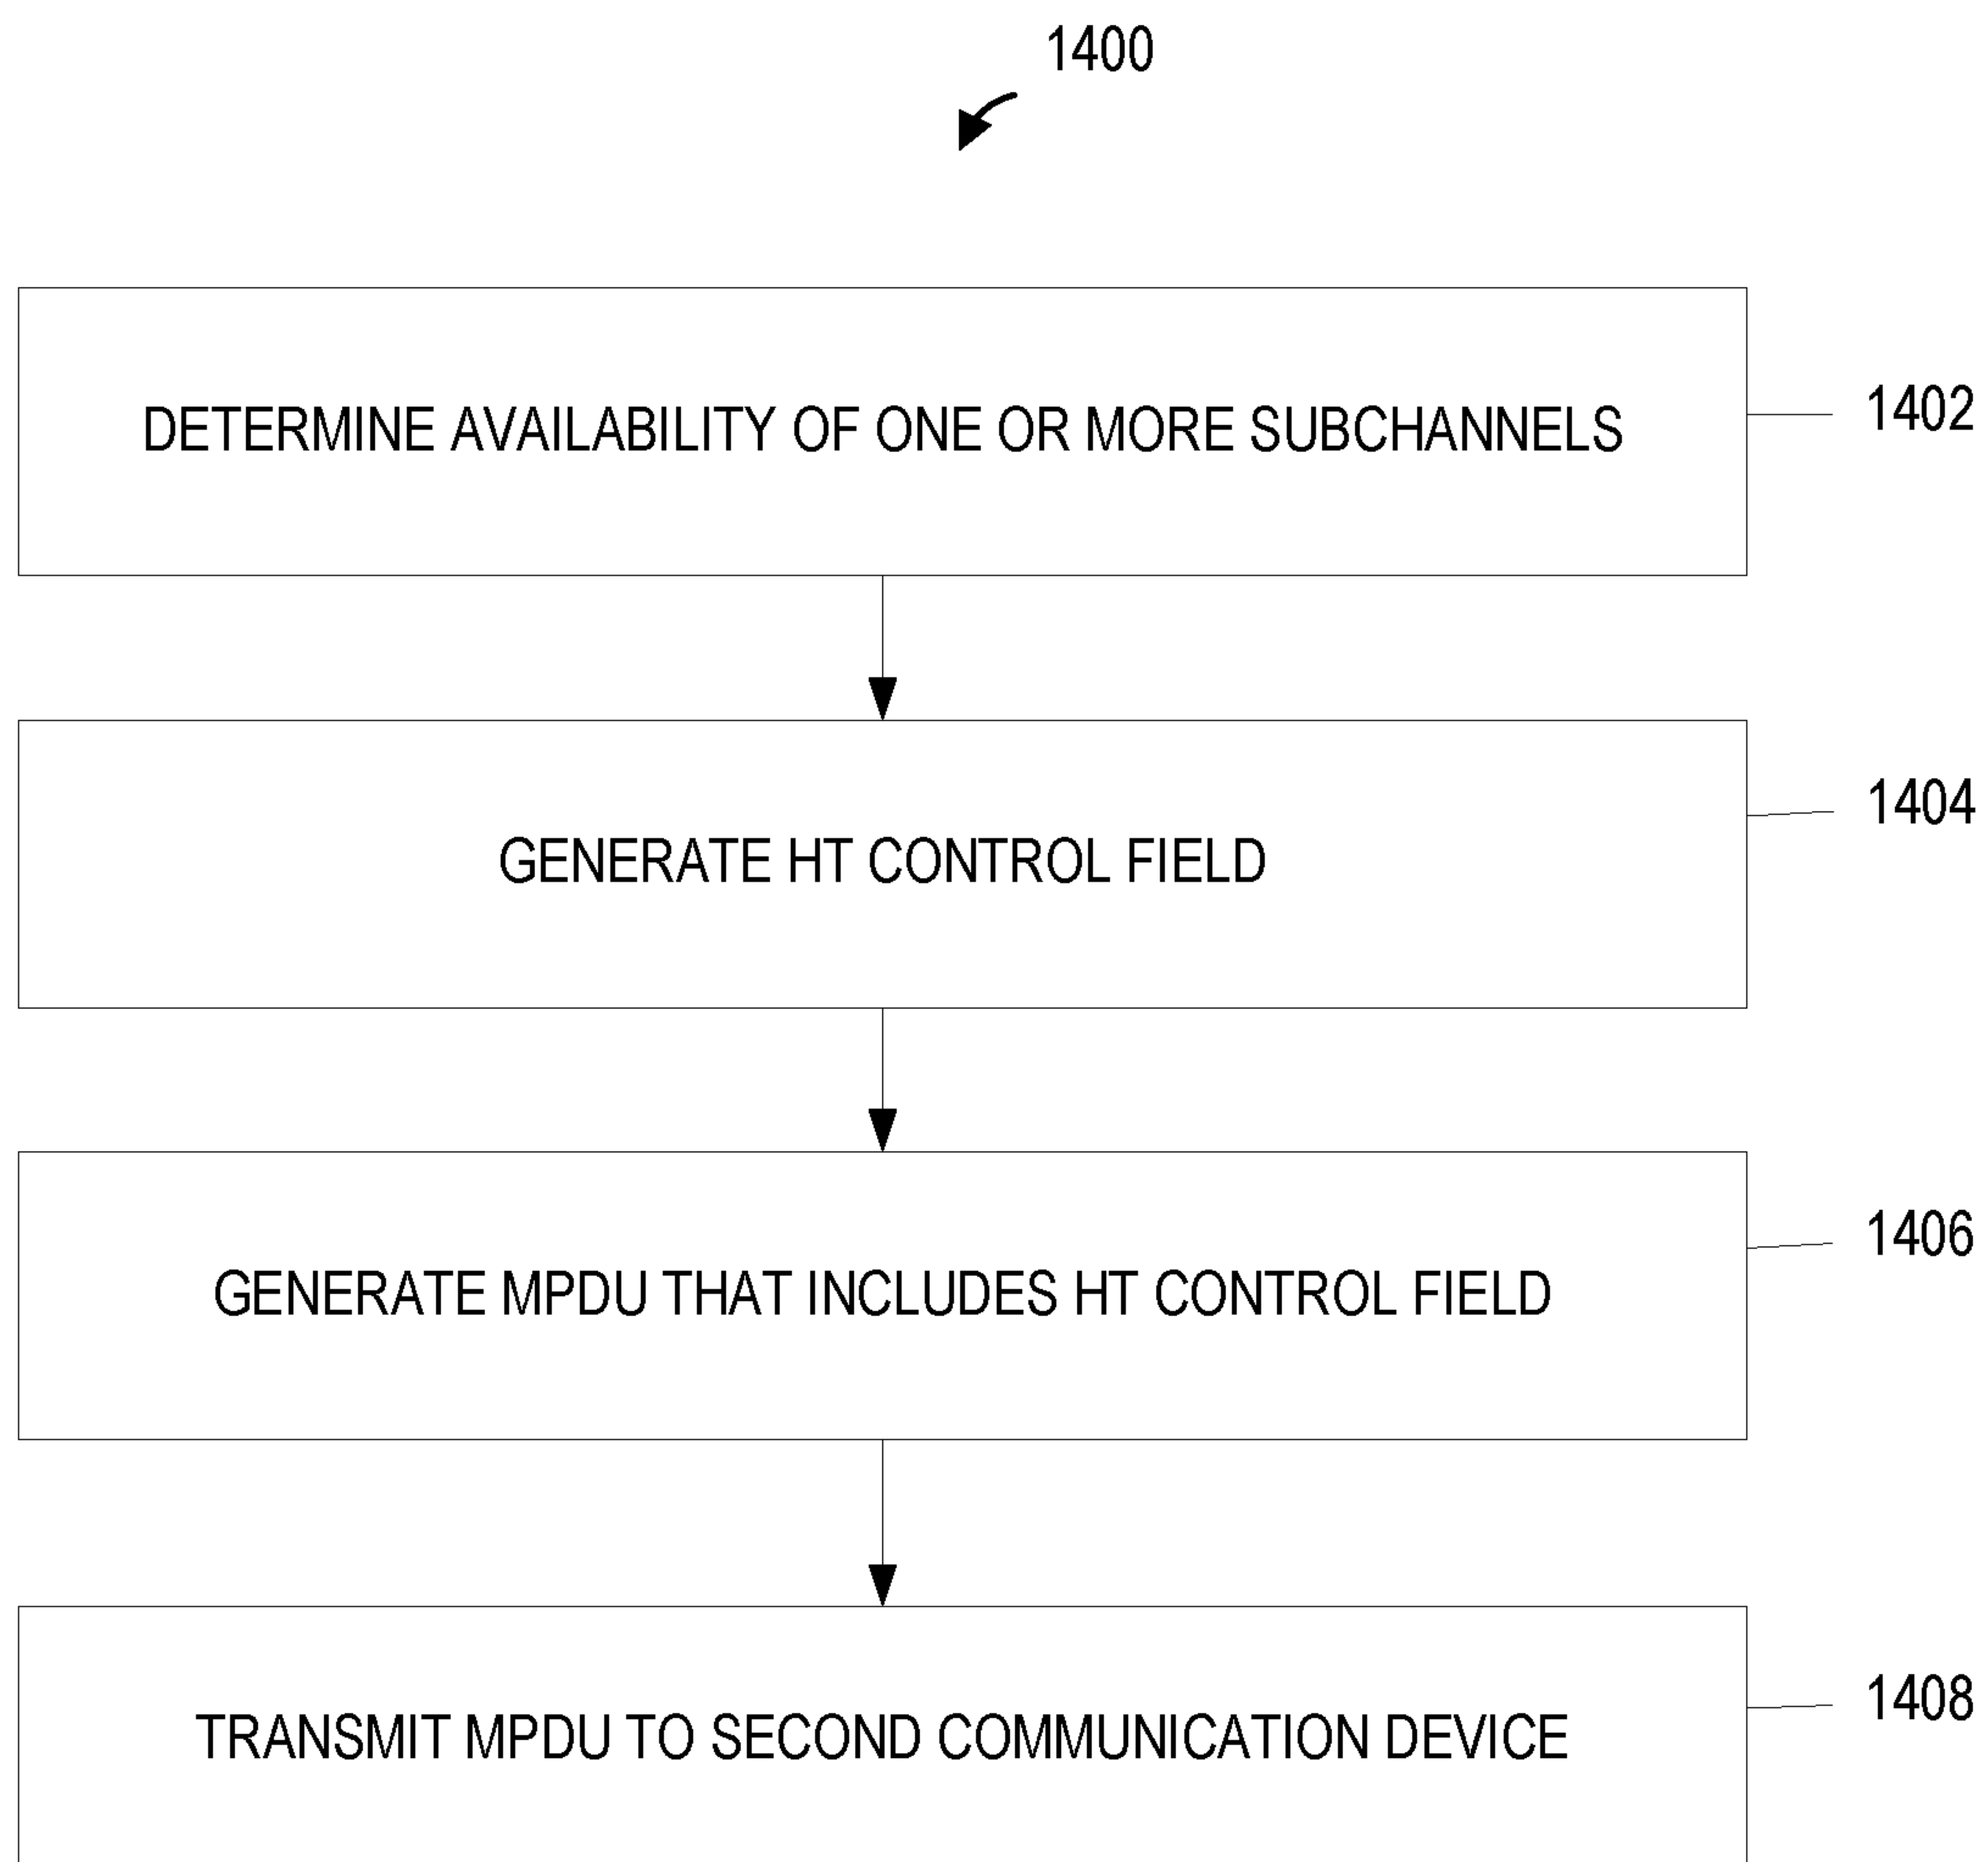 1400
DETERMINE AVAILABILITY OF ONE OR MORE SUBCHANNELS
1402
GENERATE HT CONTROL FIELD
1404
GENERATE MPDU THAT INCLUDES HT CONTROL FIELD
1406
TRANSMIT MPDU TO SECOND COMMUNICATION DEVICE
1408